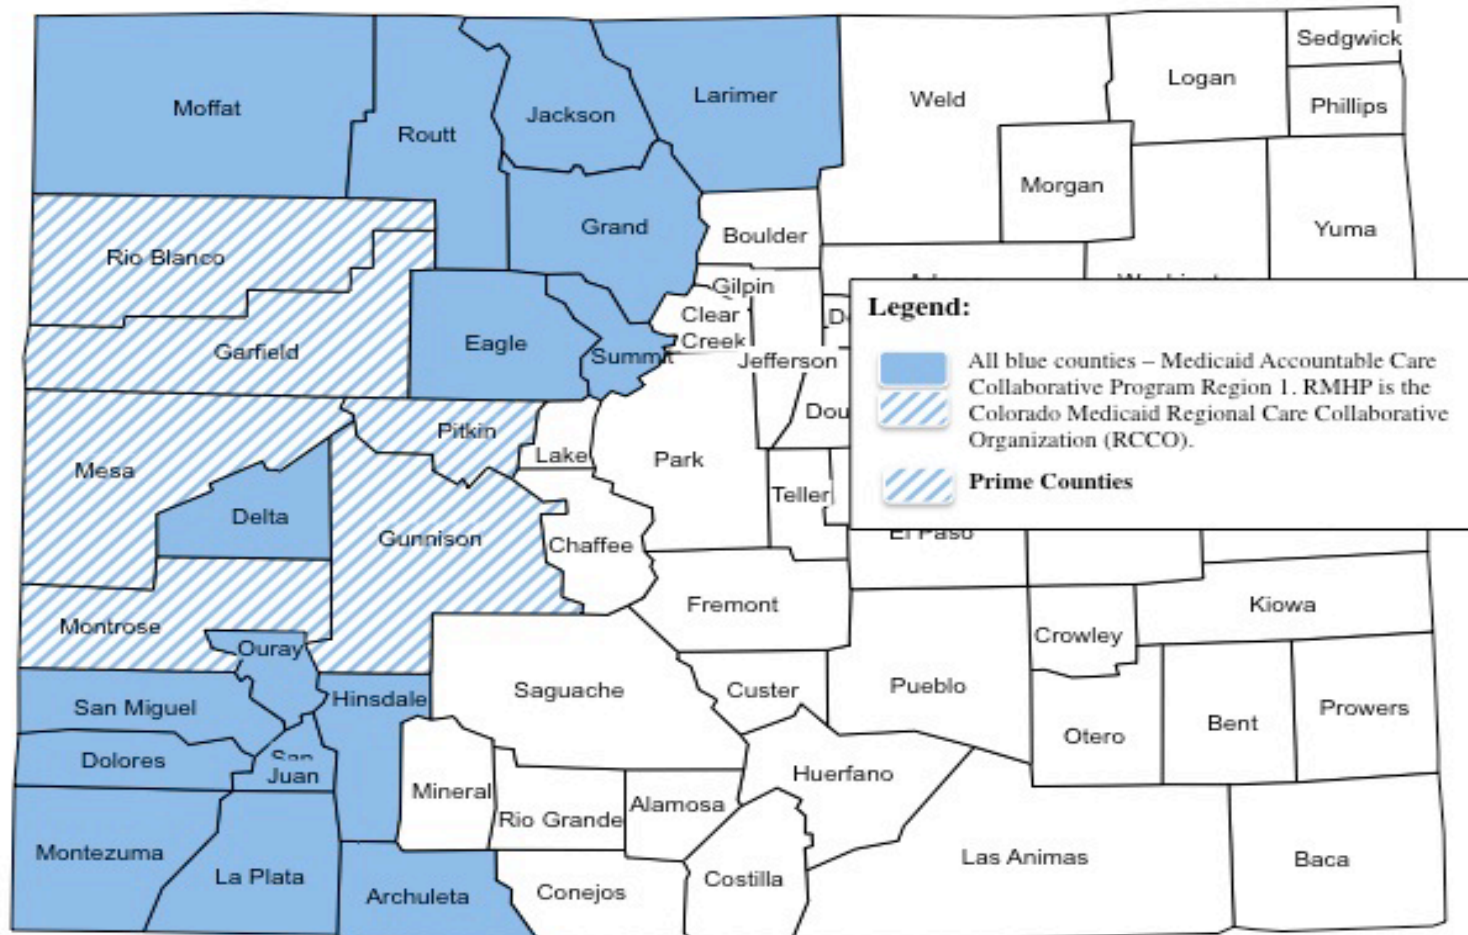 Sedgwick
Logan
Phillips
Moffat
Routt
Jackson
Larimer
Weld
Morgan
Yuma
Grand
Boulder
Rio Blanco
Gilpin
Clear
Creek
Eagle
Summit
Garfield
Jefferson
Legend:
All blue counties – Medicaid Accountable Care
Collaborative Program Region 1. RMHP is the
Colorado Medicaid Regional Care Collaborative
Organization (RCCO).
Prime Counties
Pitkin
Lake
Park
Mesa
Teller
Delta
Gunnison
Chaffee
El Paso
Fremont
Kiowa
Montrose
Crowley
Ouray
Saguache
Custer
Pueblo
Hinsdale
San Miguel
Prowers
Bent
Otero
Dolores
San
Juan
Huerfano
Mineral
Rio Grande
Alamosa
Montezuma
La Plata
Archuleta
Conejos
Costilla
Las Animas
Baca